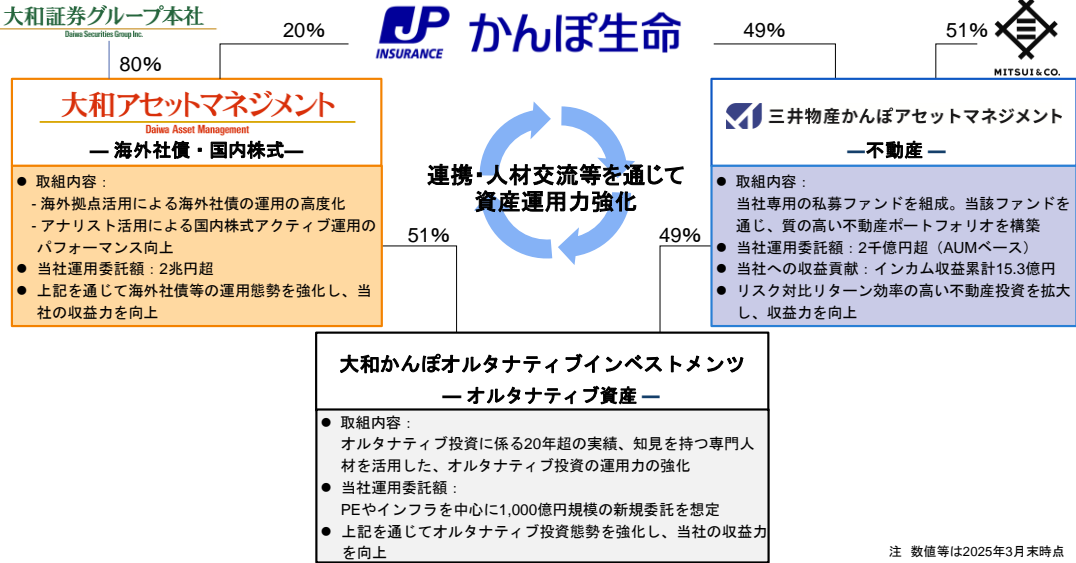 大和証券グループ本社
Daiwa Securities Group Inc.
80%
20%
JP
INSURANCE
かんぽ生命
49%
51%
MITSUI&CO.
大和アセットマネジメント
Daiwa Asset Management
― 海外社債・国内株式―
● 取組内容：
- 海外拠点活用による海外社債の運用の高度化
- アナリスト活用による国内株式アクティブ運用の
パフォーマンス向上
● 当社運用委託額：2兆円超
● 上記を通じて海外社債等の運用態勢を強化し、当
社の収益力を向上
連携・人材交流等を通じて
資産運用力強化
三井物産かんぽアセットマネジメント
―不動産 ―
● 取組内容：
当社専用の私募ファンドを組成。当該ファンドを
通じ、質の高い不動産ポートフォリオを構築
● 当社運用委託額：2千億円超（AUMベース）
● 当社への収益貢献：インカム収益累計15.3億円
● リスク対比リターン効率の高い不動産投資を拡大
し、収益力を向上
51%
49%
大和かんぽオルタナティブインベストメンツ
― オルタナティブ資産 ―
● 取組内容：
オルタナティブ投資に係る20年超の実績、知見を持つ専門人
材を活用した、オルタナティブ投資の運用力の強化
● 当社運用委託額：
PEやインフラを中心に1,000億円規模の新規委託を想定
● 上記を通じてオルタナティブ投資態勢を強化し、当社の収益力
を向上
注 数値等は2025年3月末時点